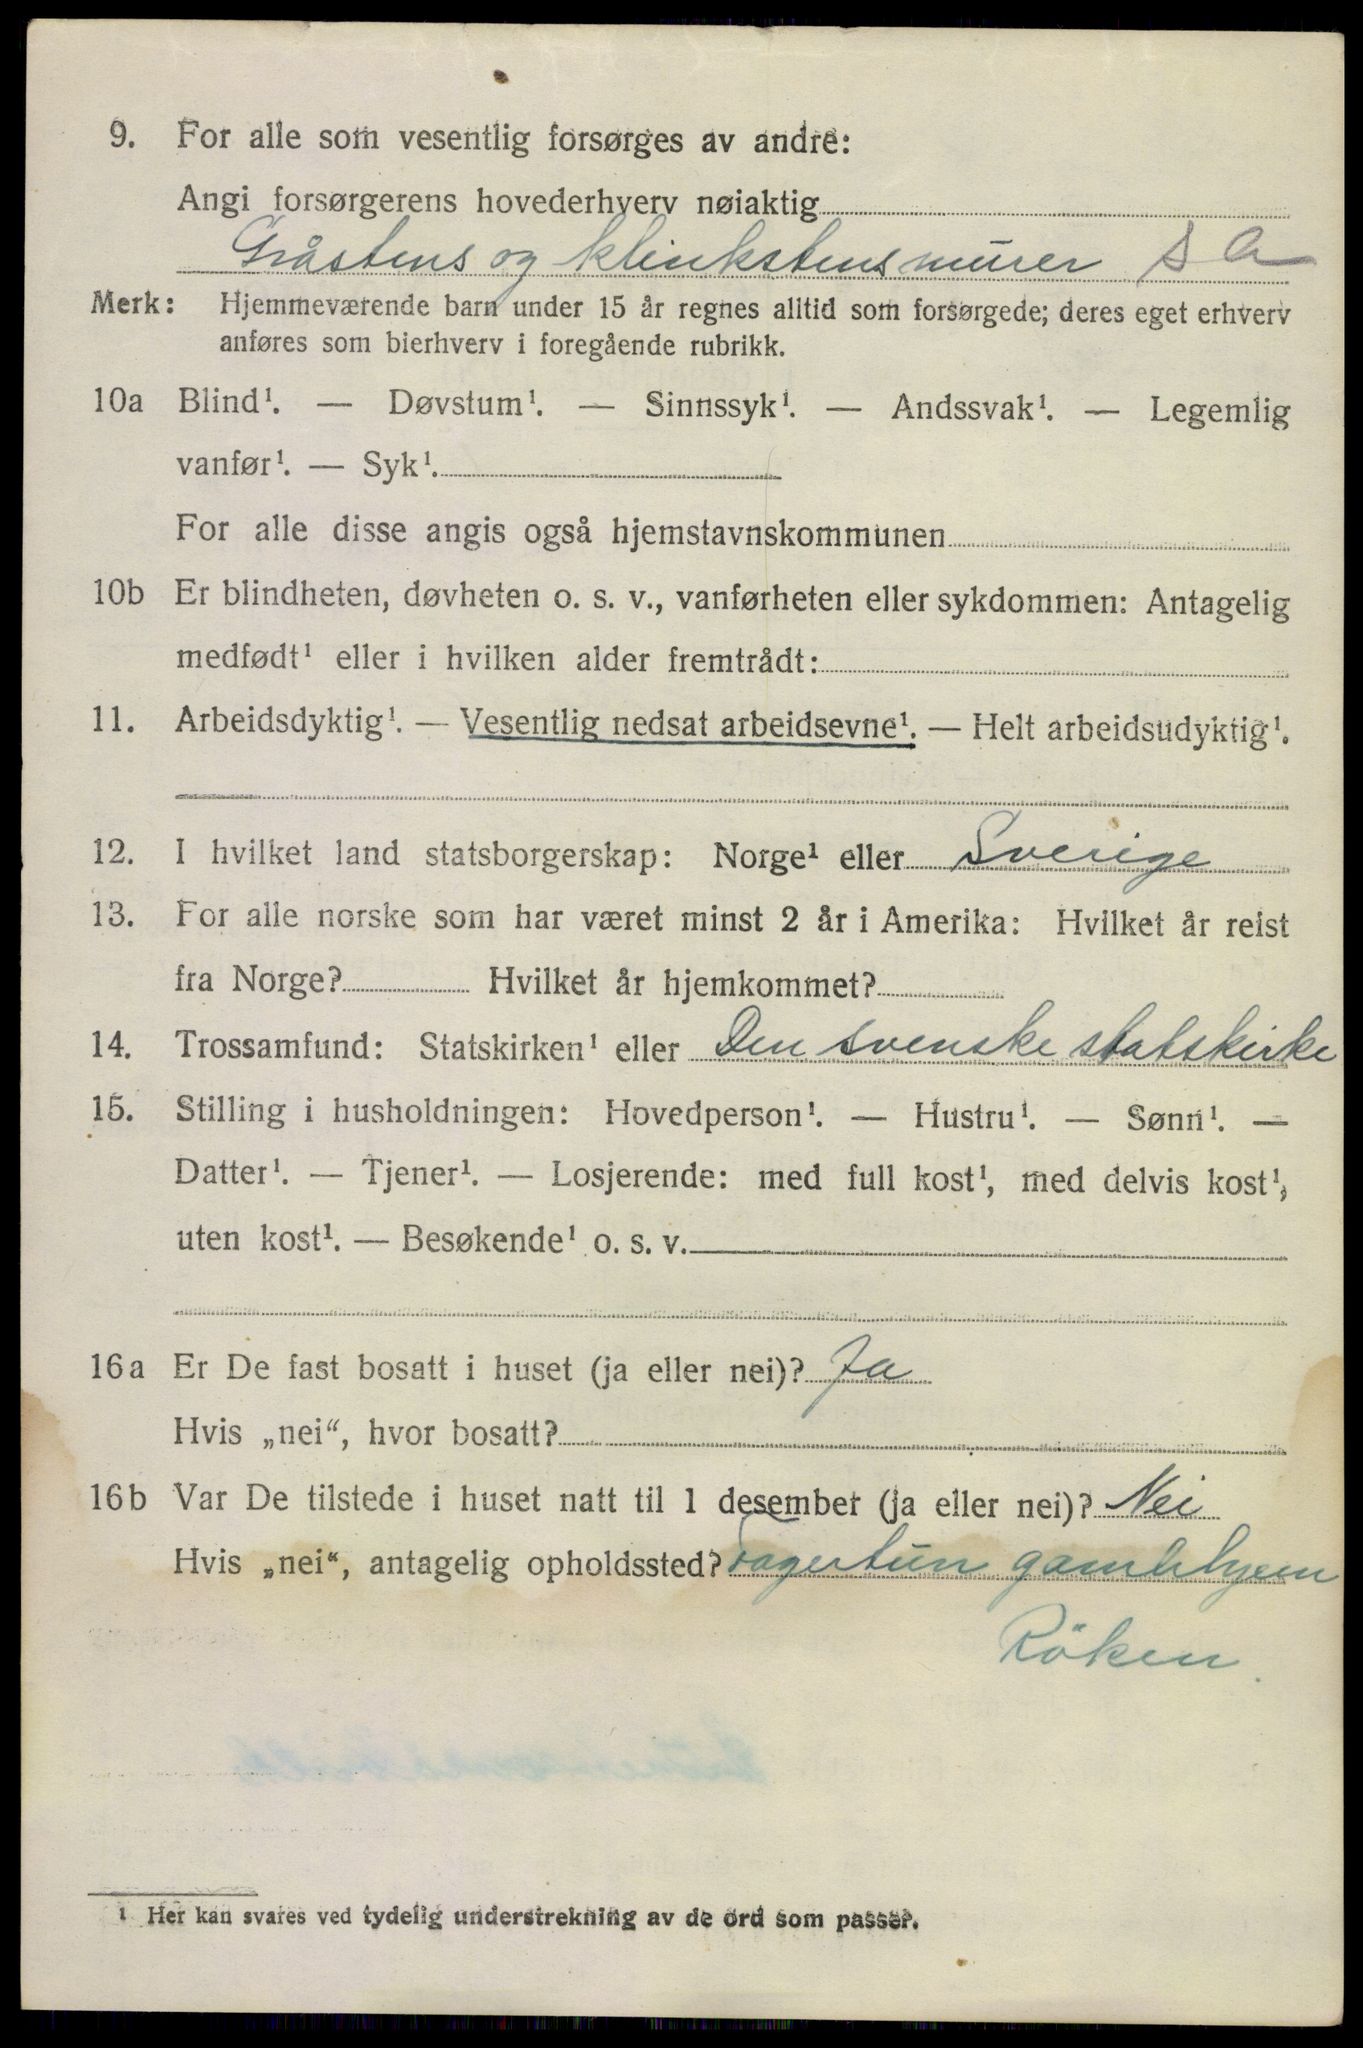 9. For alle som vesentlig forsørges av andre:
Angi forsørgerens hovederhverv nøiaktig
Gråstens og klinkstens murer
Merk: Hjemmeværende barn under 15 år regnes alltid som forsørgede; deres eget erhverv
anføres som bierhverv i foregående rubrikk.
10a Blind¹. — Døvstum¹. — Sinnssyk¹. — Andssvak¹. — Legemlig
vanfør¹. — Syk¹.
For alle disse angis også hjemstavnskommunen
10b Er blindheten, døvheten o. s. v., vanførheten eller sykdommen: Antagelig
medfødt¹ eller i hvilken alder fremtrådt:
11. Arbeidsdyktig¹. — Vesentlig nedsat arbeidsevne¹. — Helt arbeidsudyktig¹.
12. I hvilket land statsborgerskap: Norge¹ eller Sverige
13. For alle norske som har været minst 2 år i Amerika: Hvilket år reist
fra Norge? Hvilket år hjemkommet?
14. Trossamfund: Statskirken¹ eller Den svenske statskirke
15. Stilling i husholdningen: Hovedperson¹. — Hustru¹. — Sønn¹. —
Datter¹. — Tjener¹. — Losjerende: med full kost¹, med delvis kost¹,
uten kost¹. — Besøkende¹ o. s. v.
16a Er De fast bosatt i huset (ja eller nei)? Ja
Hvis „nei“, hvor bosatt?
16b Var De tilstede i huset natt til 1 desember (ja eller nei)? Nei
Hvis „nei“, antagelig opholdssted? Fagertun gamlehjem
Röken
¹ Her kan svares ved tydelig understrekning av de ord som passer.